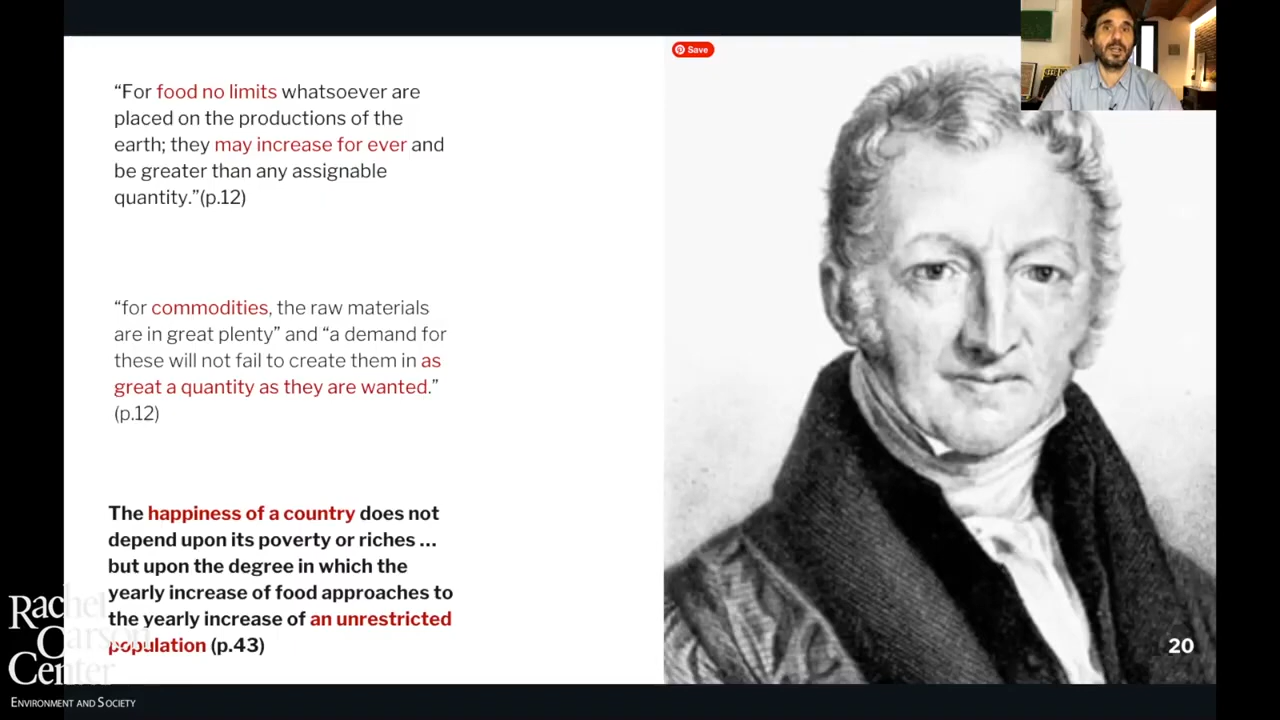 Save
“For food no limits whatsoever are
placed on the productions of the
earth; they may increase for ever and
be greater than any assignable
quantity.”(p.12)
“for commodities, the raw materials
are in great plenty” and “a demand for
these will not fail to create them in as
great a quantity as they are wanted.”
(p.12)
The happiness of a country does not
depend upon its poverty or riches ...
but upon the degree in which the
yearly increase of food approaches to
the yearly increase of an unrestricted
population (p.43)
20
Rachel
Carson
Center
ENVIRONMENT AND SOCIETY